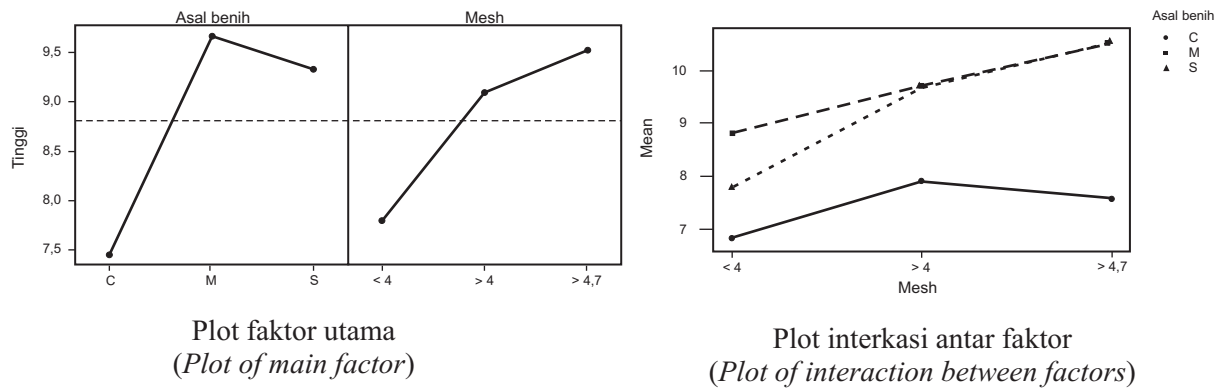 Asal benih
Mesh
Tinggi
9,5
9,0
8,0
7,5
C
M
S
< 4
> 4
> 4,7
Plot faktor utama
(Plot of main factor)
Asal benih
C
M
S
Mean
10
9
8
7
< 4
> 4
> 4,7
Mesh
Plot interkasi antar faktor
(Plot of interaction between factors)